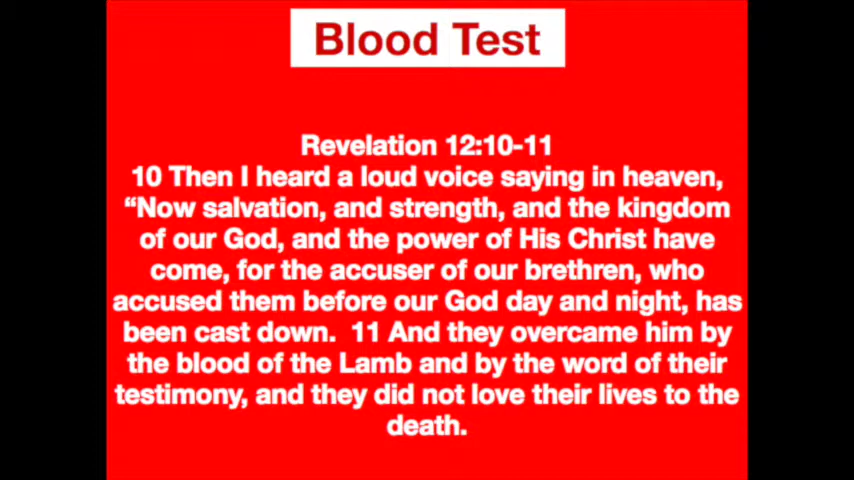 Blood Test
Revelation 12:10-11
10 Then I heard a loud voice saying in heaven,
“Now salvation, and strength, and the kingdom
of our God, and the power of His Christ have
come, for the accuser of our brethren, who
accused them before our God day and night, has
been cast down.  11 And they overcame him by
the blood of the Lamb and by the word of their
testimony, and they did not love their lives to the
death.